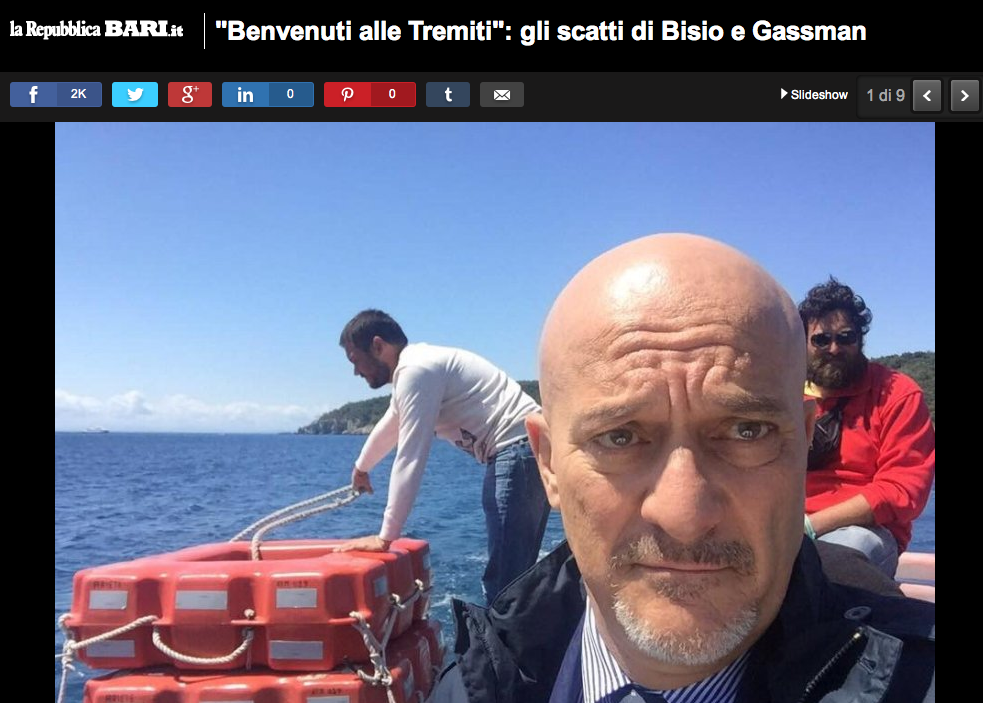 la Repubblica BARI.it
"Benvenuti alle Tremiti": gli scatti di Bisio e Gassman
f 2K
g+
in 0
0
t
Slideshow
1 di 9